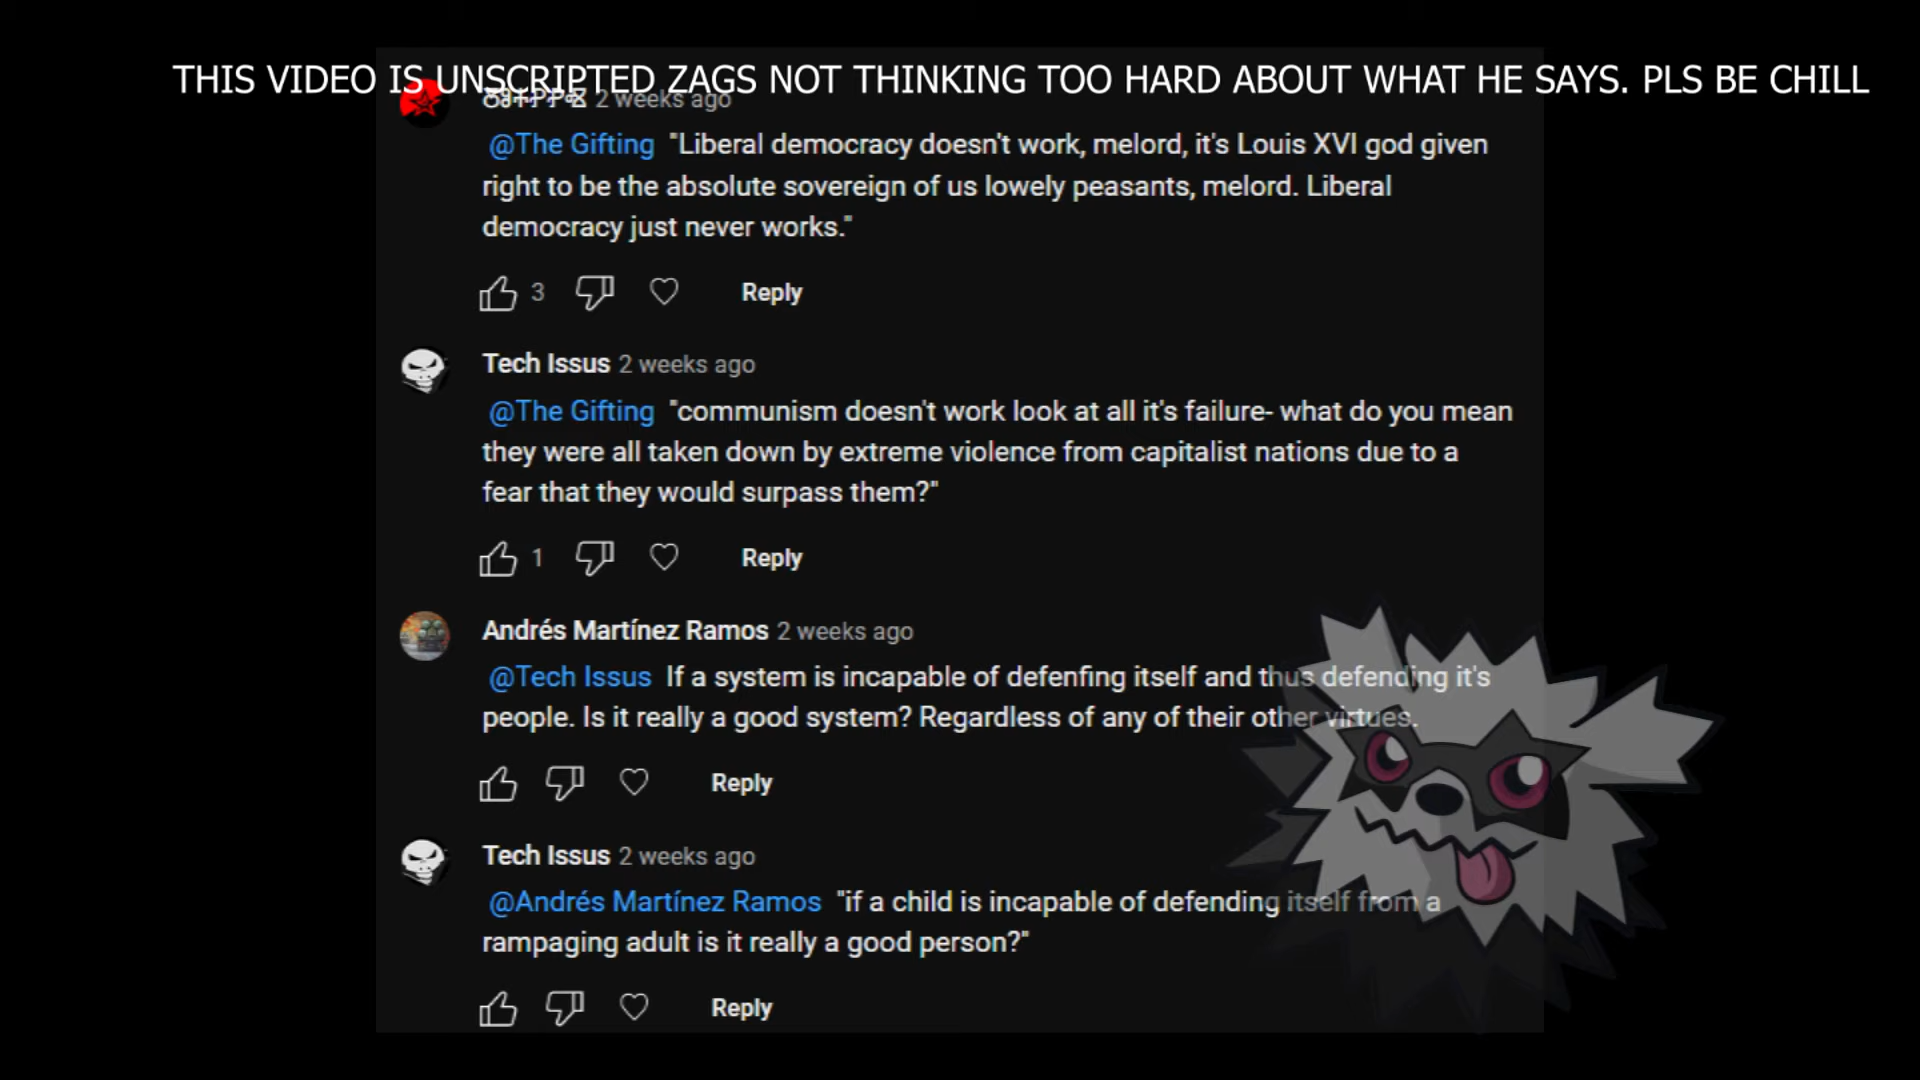 THIS VIDEO IS UNSCRIPTED ZAGS NOT THINKING TOO HARD ABOUT WHAT HE SAYS. PLS BE CHILL
2 weeks ago
@The Gifting "Liberal democracy doesn't work, melord, it's Louis XVI god given
right to be the absolute sovereign of us lowely peasants, melord. Liberal
democracy just never works."
3 Reply
Tech Issus 2 weeks ago
@The Gifting "communism doesn't work look at all it's failure- what do you mean
they were all taken down by extreme violence from capitalist nations due to a
fear that they would surpass them?"
1 Reply
Andrés Martínez Ramos 2 weeks ago
@Tech Issus If a system is incapable of defenfing itself and thus defending it's
people. Is it really a good system? Regardless of any of their other virtues.
Reply
Tech Issus 2 weeks ago
@Andrés Martínez Ramos "if a child is incapable of defending itself from a
rampaging adult is it really a good person?"
Reply